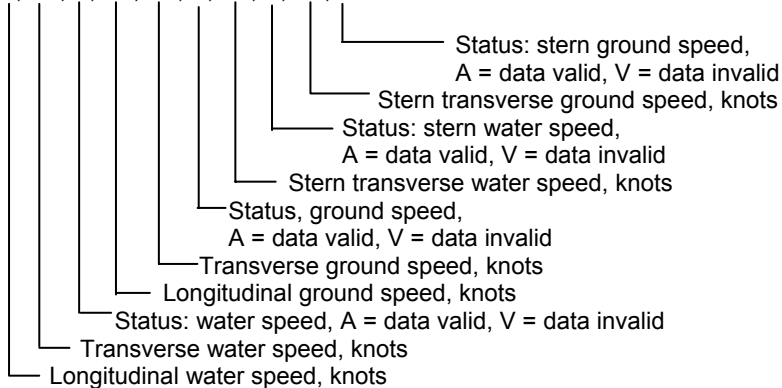 Status: stern ground speed,
A = data valid, V = data invalid
Stern transverse ground speed, knots
Status: stern water speed,
A = data valid, V = data invalid
Stern transverse water speed, knots
Status, ground speed,
A = data valid, V = data invalid
Transverse ground speed, knots
Longitudinal ground speed, knots
Status: water speed, A = data valid, V = data invalid
Transverse water speed, knots
Longitudinal water speed, knots